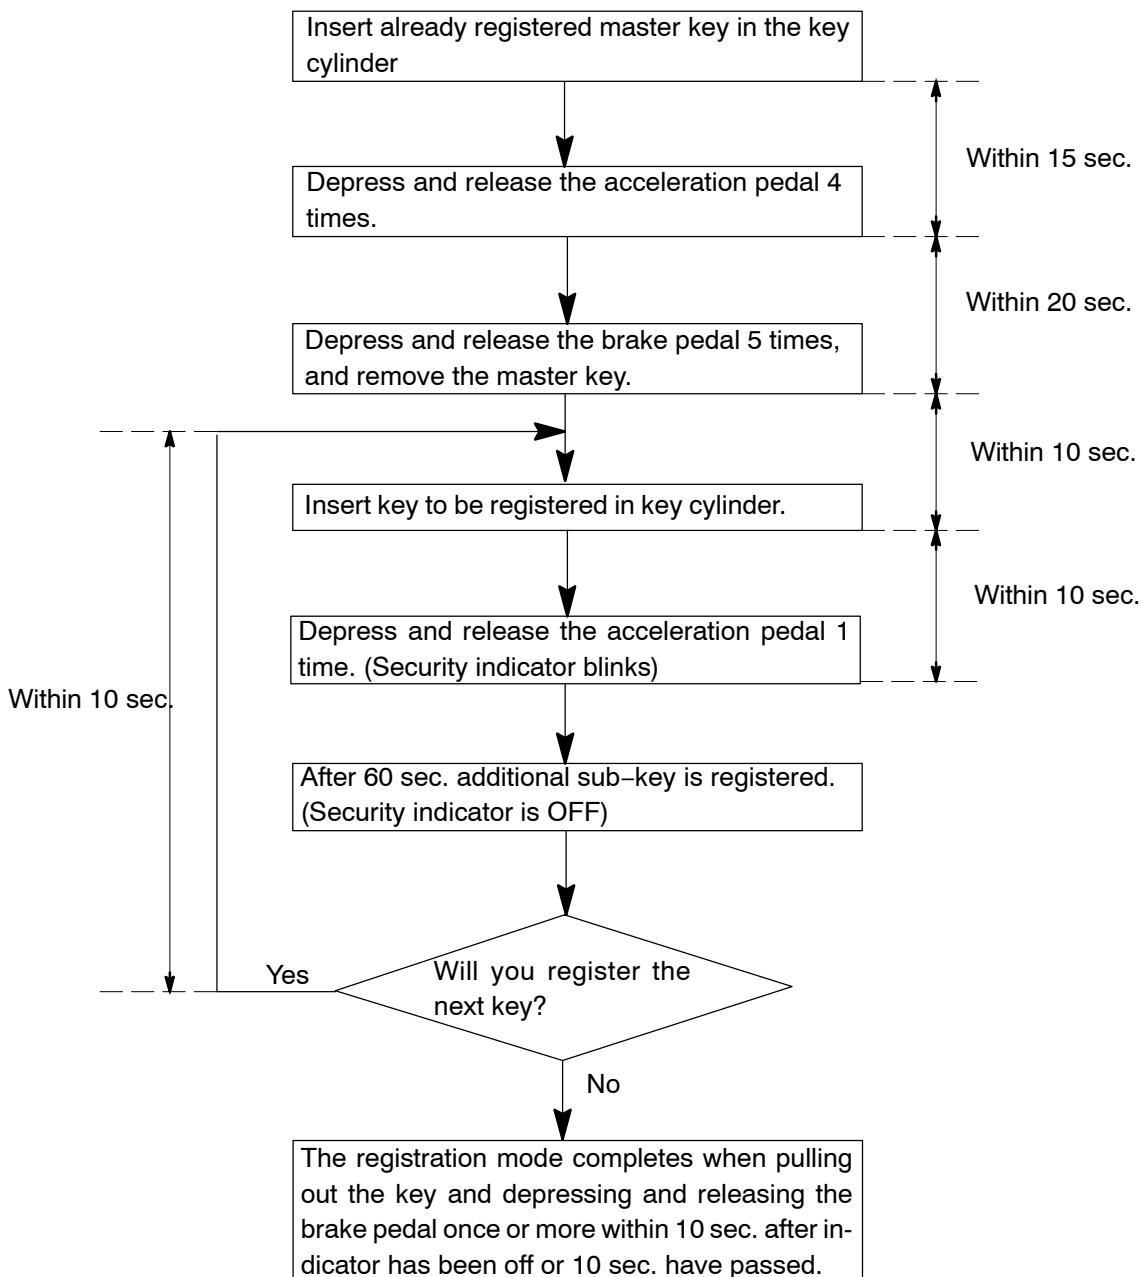 Insert already registered master key in the key
cylinder
Within 15 sec.
Depress and release the acceleration pedal 4
times.
Within 20 sec.
Depress and release the brake pedal 5 times,
and remove the master key.
Within 10 sec.
Insert key to be registered in key cylinder.
Within 10 sec.
Depress and release the acceleration pedal 1
time. (Security indicator blinks)
Within 10 sec.
After 60 sec. additional sub−key is registered.
(Security indicator is OFF)
Will you register the
next key?
Yes
No
The registration mode completes when pulling
out the key and depressing and releasing the
brake pedal once or more within 10 sec. after in-
dicator has been off or 10 sec. have passed.